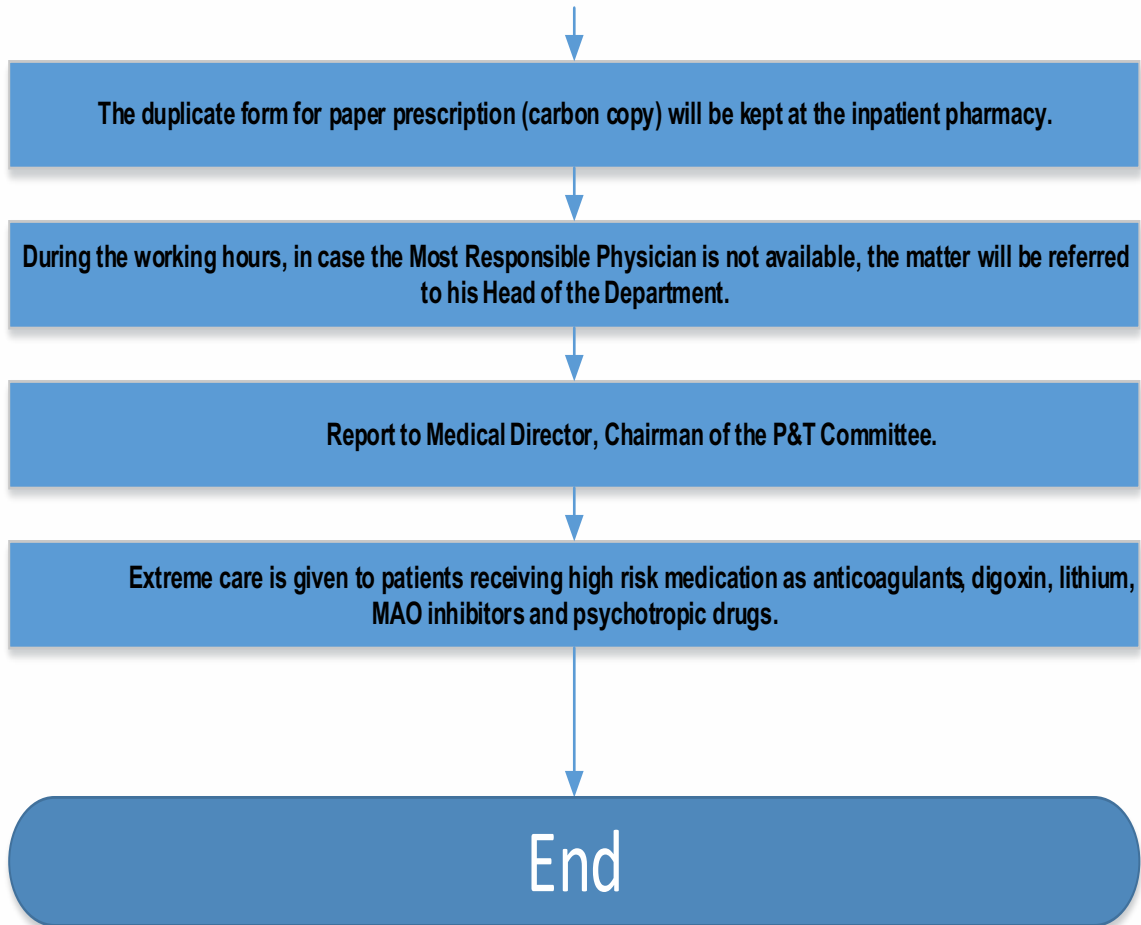 The duplicate form for paper prescription (carbon copy) will be kept at the inpatient pharmacy.
During the working hours, in case the Most Responsible Physician is not available, the matter will be referred
to his Head of the Department.
Report to Medical Director, Chairman of the P&T Committee.
Extreme care is given to patients receiving high risk medication as anticoagulants, digoxin, lithium,
MAO inhibitors and psychotropic drugs.
End